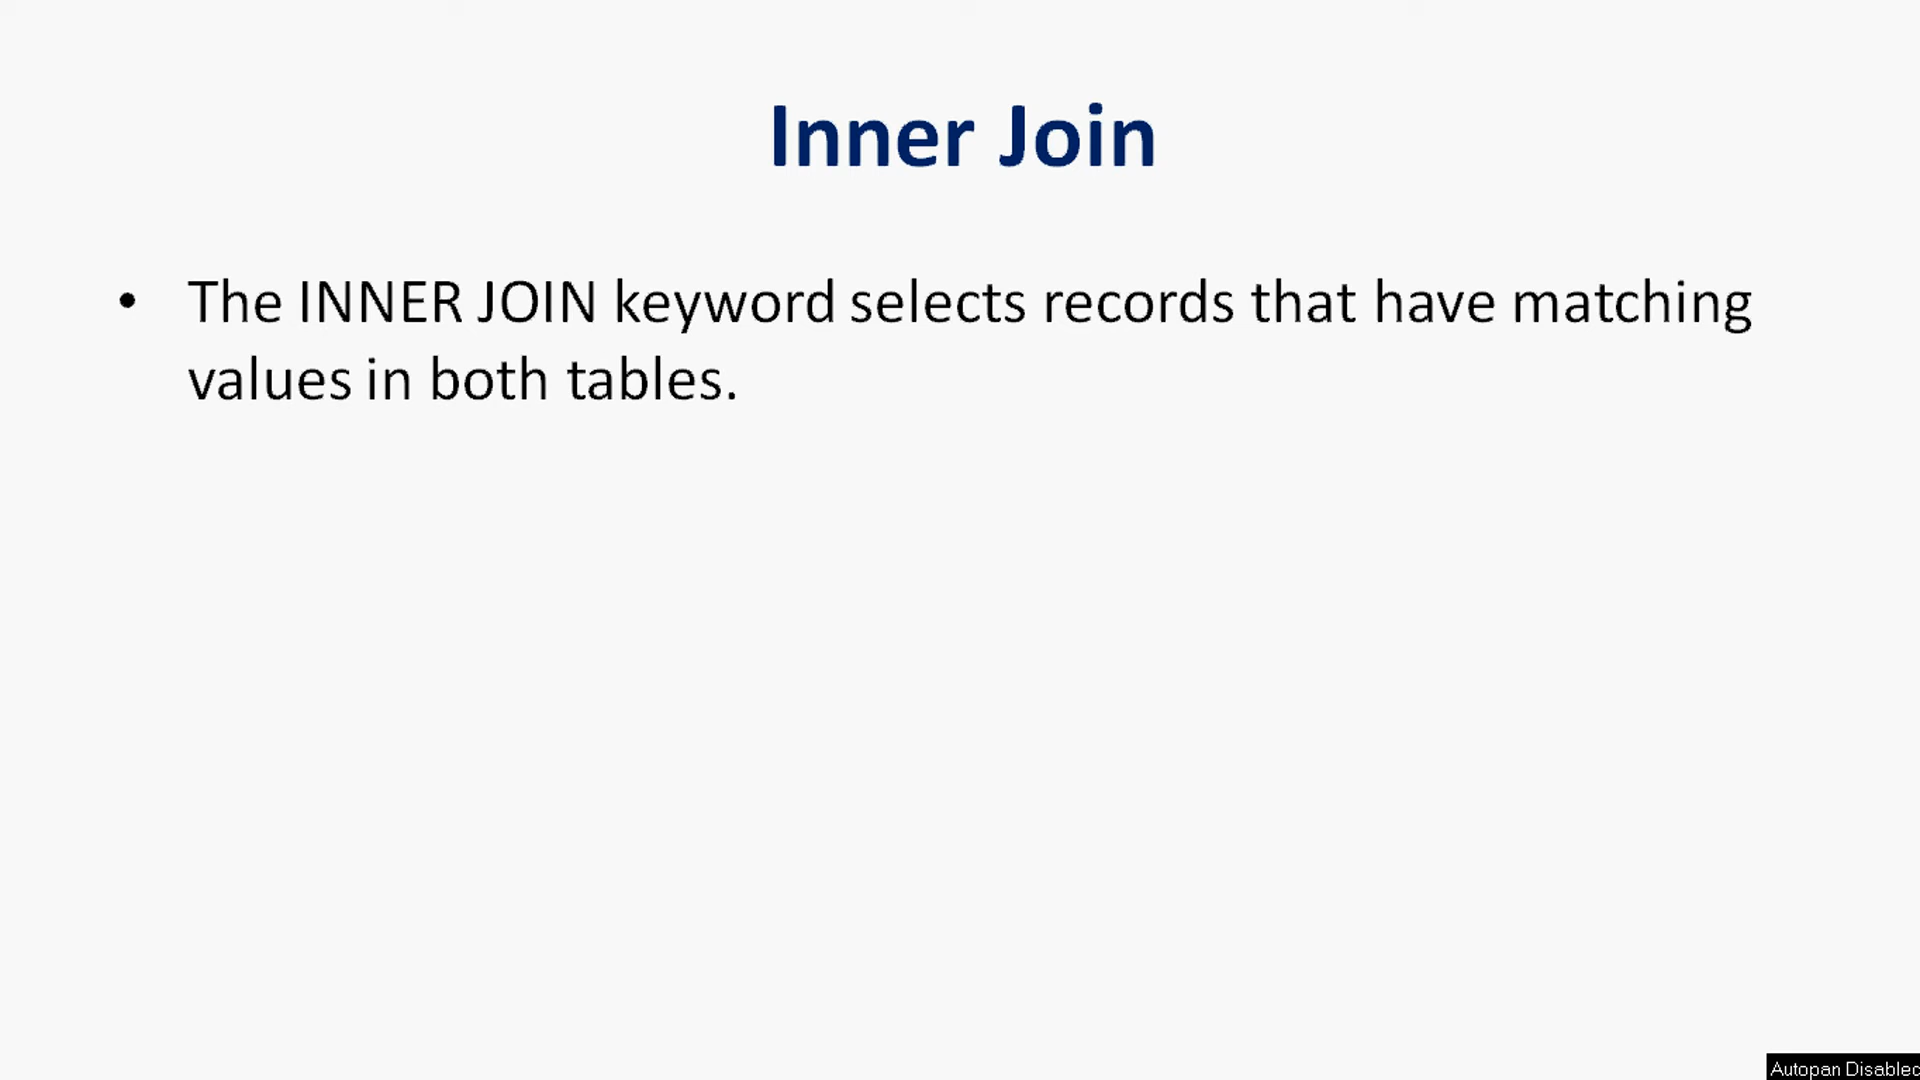 Inner Join
• The INNER JOIN keyword selects records that have matching
values in both tables.
Autopan Disabled